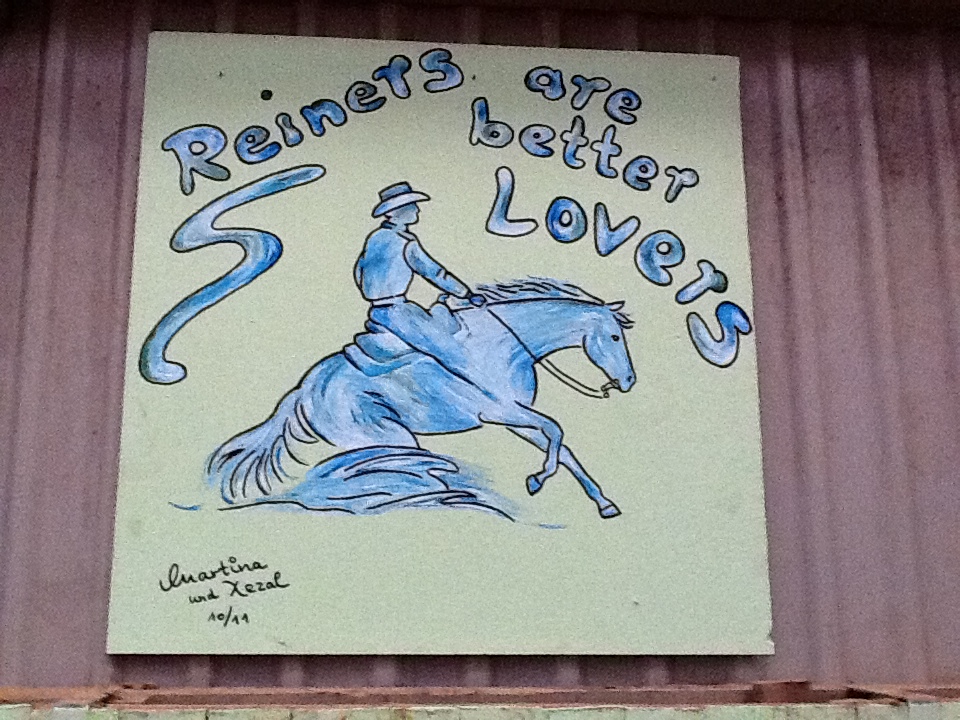 Reiners are
better
Lovers
Martina
und Xezal
10/11